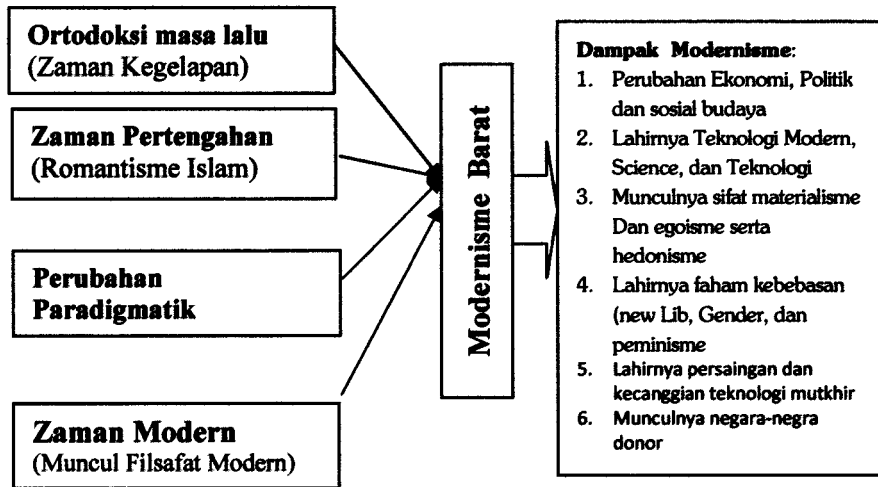 Ortodoksi masa lalu
(Zaman Kegelapan)
Zaman Pertengahan
(Romantisme Islam)
Perubahan
Paradigmatik
Zaman Modern
(Muncul Filsafat Modern)
Modernisme Barat
Dampak Modernisme:
1. Perubahan Ekonomi, Politik
dan sosial budaya
2. Lahirnya Teknologi Modern,
Science, dan Teknologi
3. Munculnya sifat materialisme
Dan egoisme serta
hedonisme
4. Lahirnya faham kebebasan
(new Lib, Gender, dan
peminisme
5. Lahirnya persaingan dan
kecanggian teknologi mutkhir
6. Munculnya negara-negra
donor